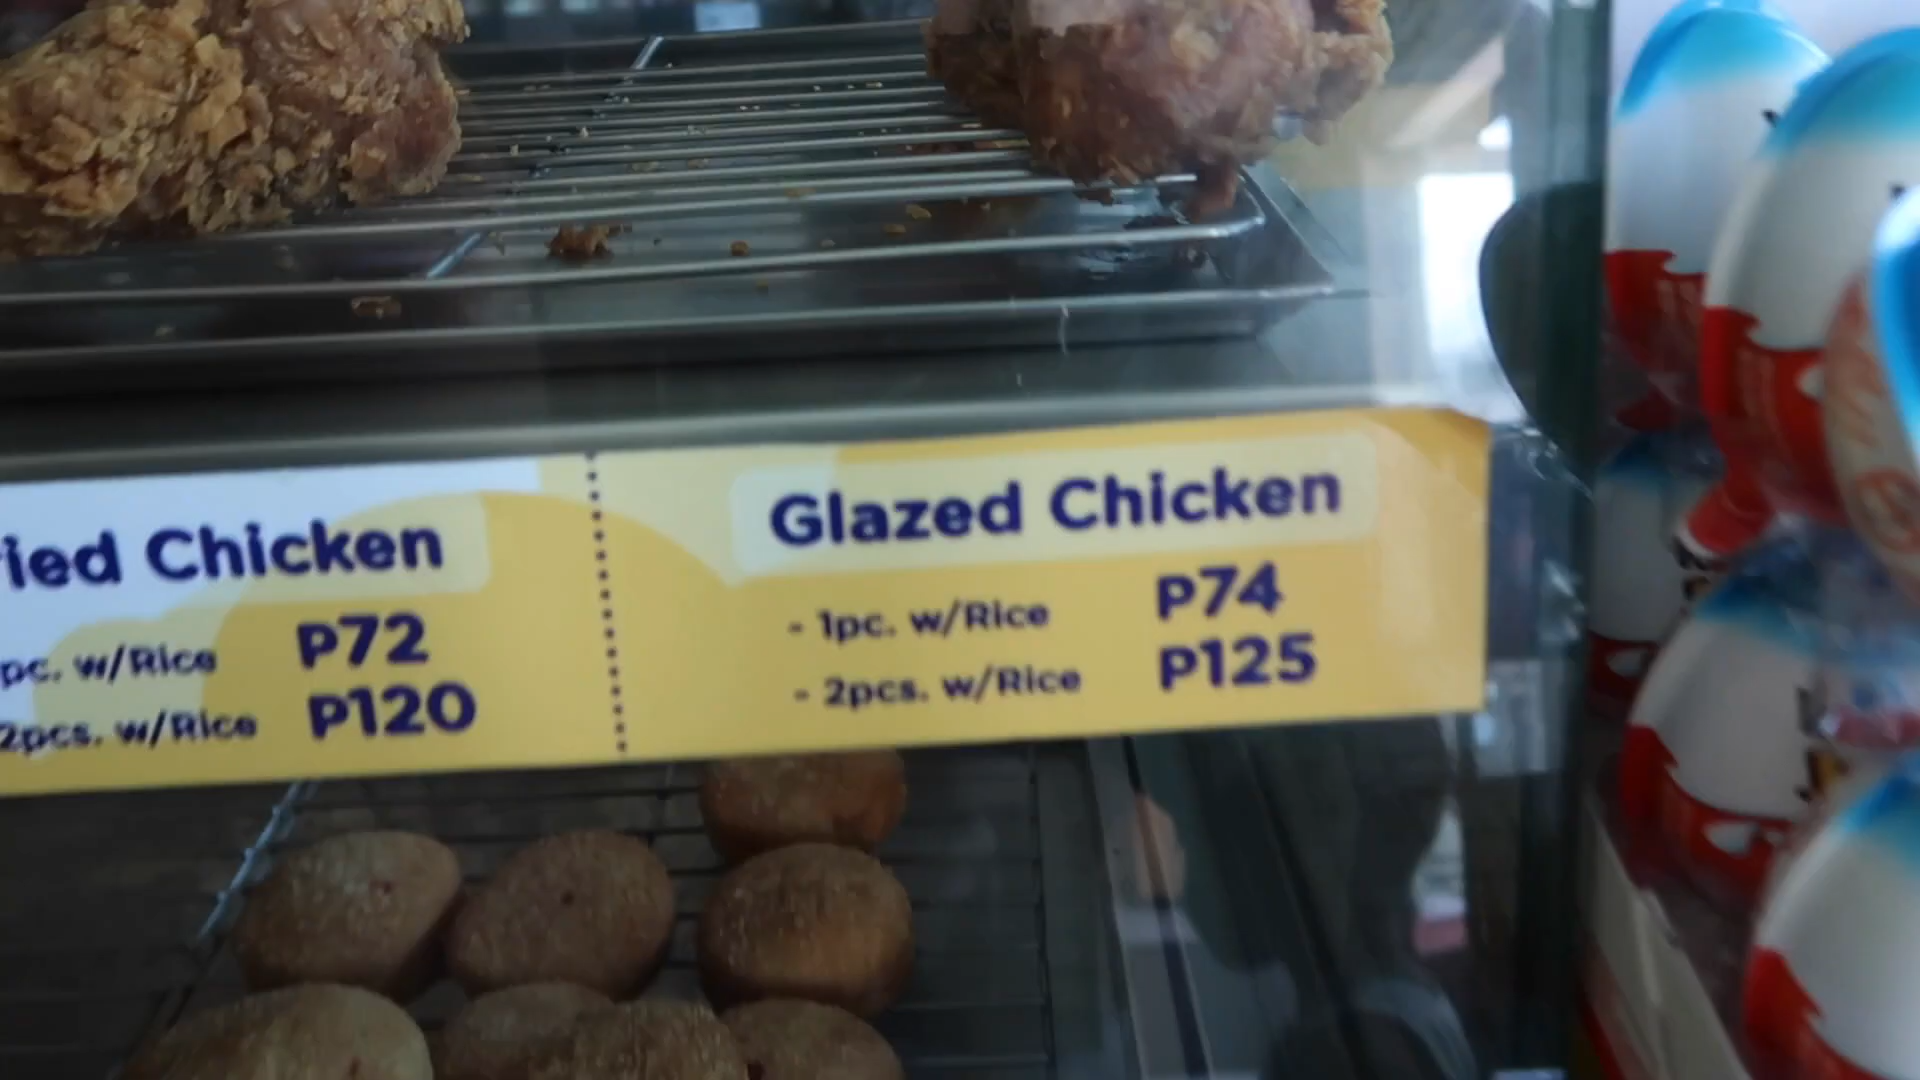 ied Chicken
pc. w/Rice P72
2pcs. w/Rice P120
Glazed Chicken
- 1pc. w/Rice P74
- 2pcs. w/Rice P125